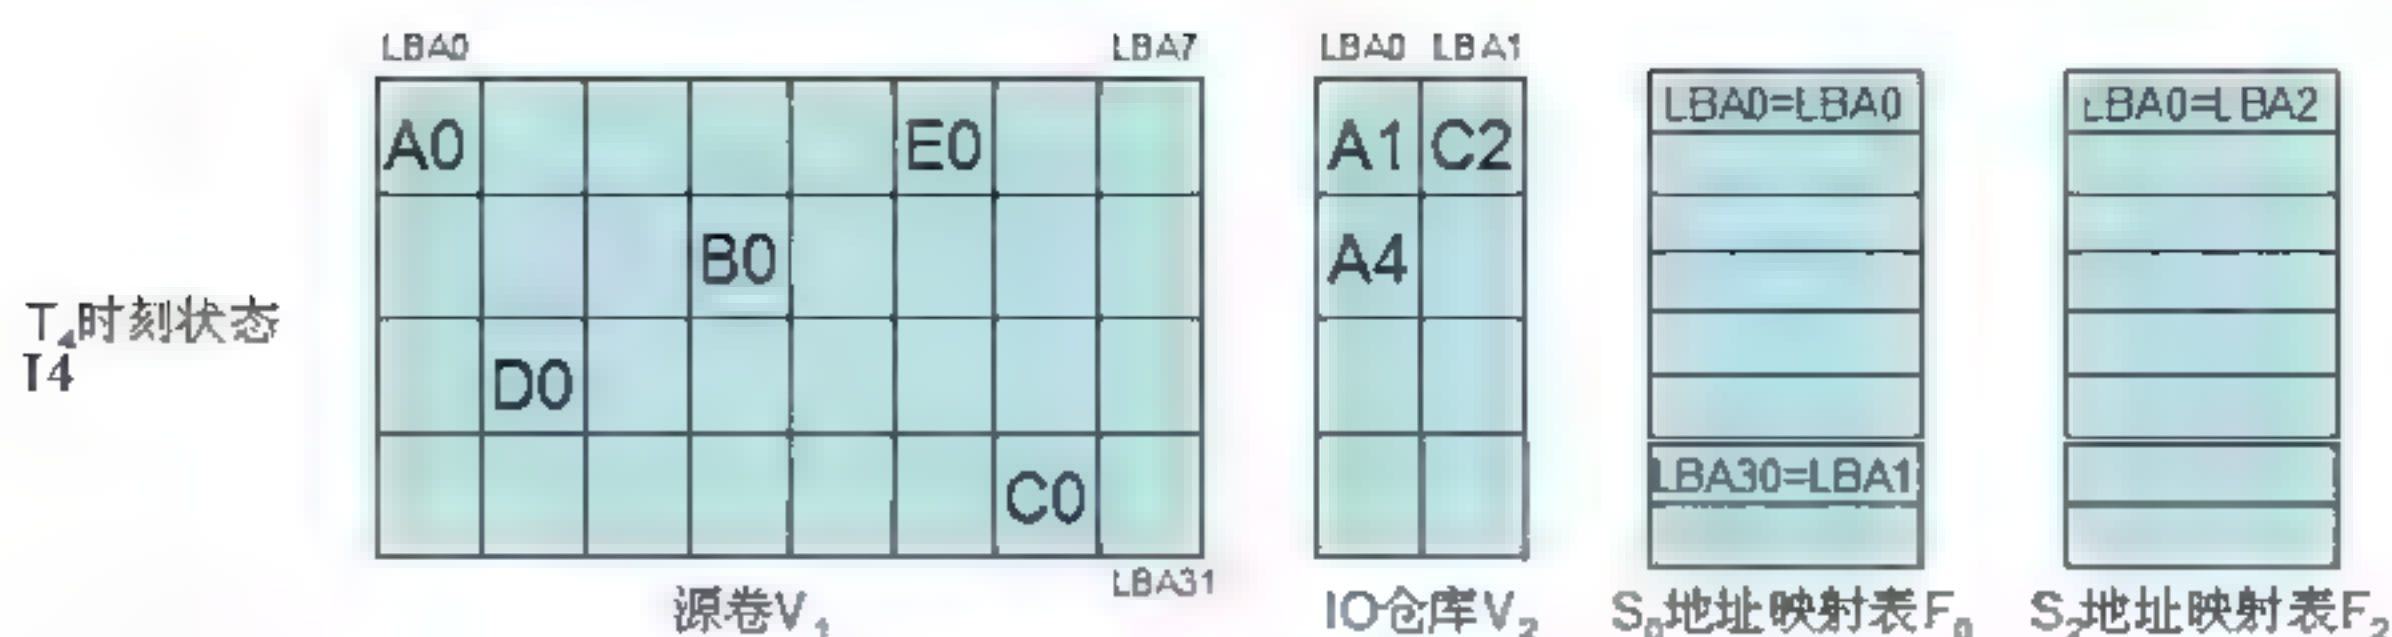 LBA0 LBA7 LBA0 LBA1
LBA0=LBA0 LBA0=LBA2
A0 E0 A1 C2
B0 A4
T₄时刻状态
T4
D0
LBA30=LBA1
C0
LBA31
源卷V₁ IO仓库V₂ S₀地址映射表F₀ S₂地址映射表F₂